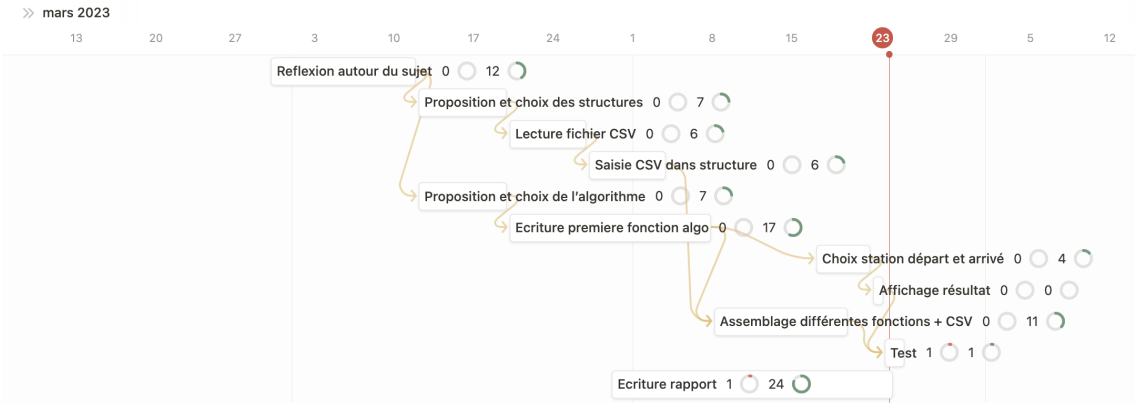 mars 2023
13 20 27 3 10 17 24 1 8 15 23 29 5 12
Reflexion autour du sujet 0 12
Proposition et choix des structures 0 7
Lecture fichier CSV 0 6
Saisie CSV dans structure 0 6
Proposition et choix de l'algorithme 0 7
Ecriture premiere fonction algo 0 17
Choix station départ et arrivé 0 4
Affichage résultat 0 0
Assemblage différentes fonctions + CSV 0 11
Test 1 1
Ecriture rapport 1 24